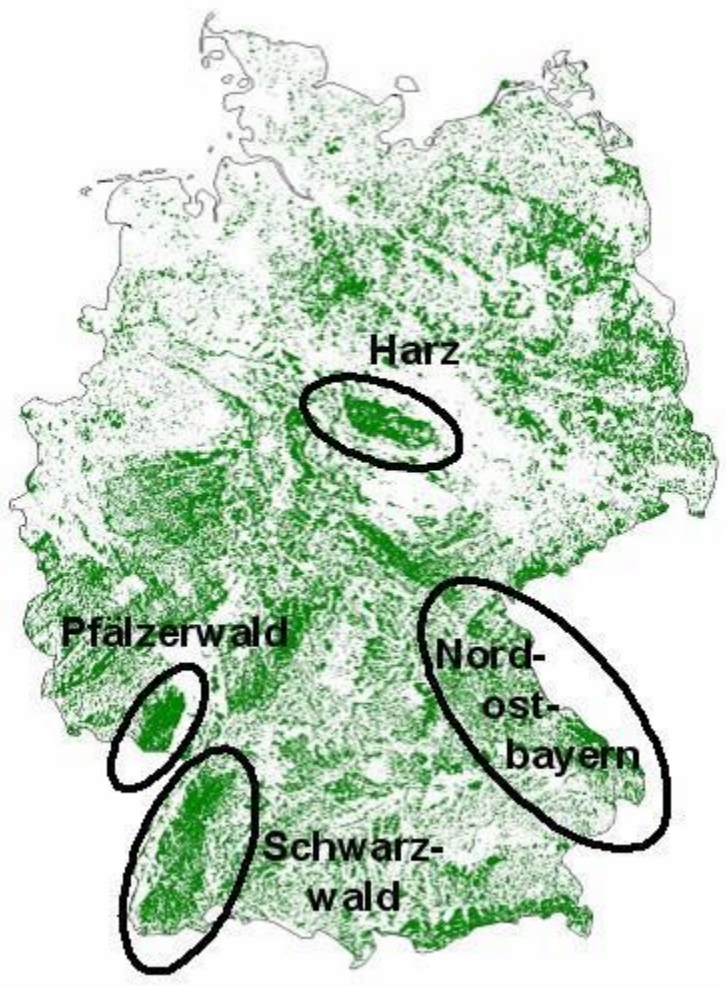 Harz
Pfälzerwald
Nord-
ost-
bayern
Schwarz-
wald